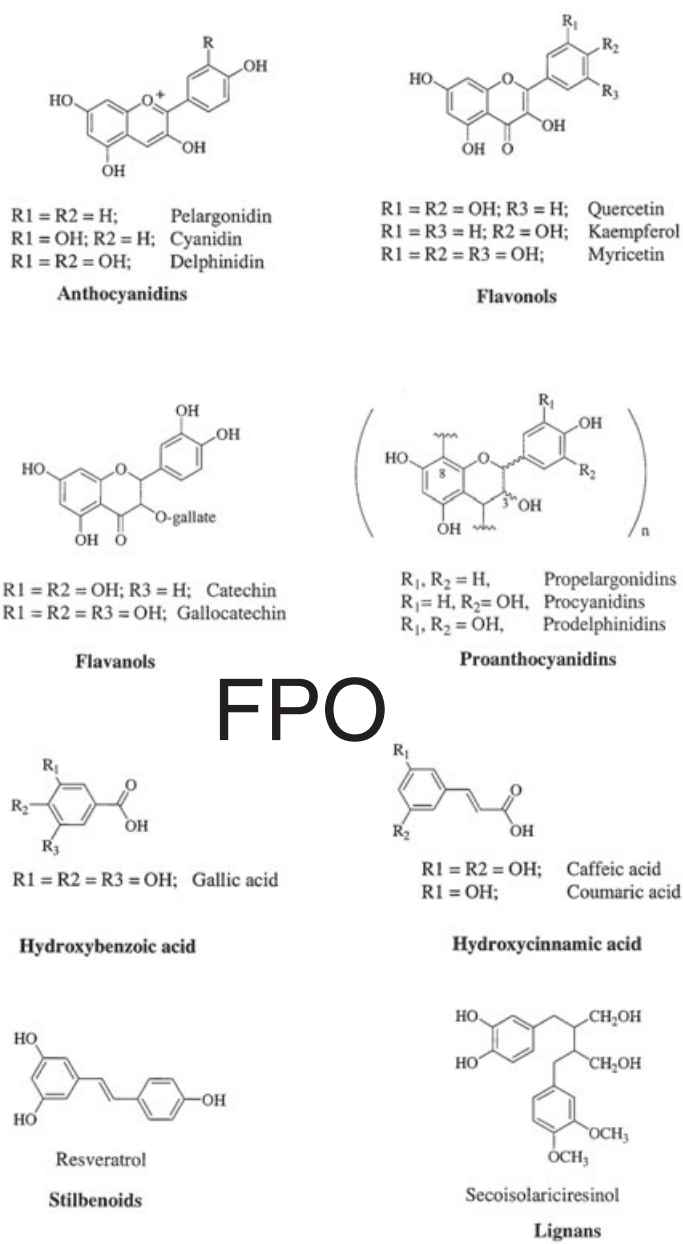 R
OH
HO
O+
OH
OH
R1 = R2 = H; Pelargonidin
R1 = OH; R2 = H; Cyanidin
R1 = R2 = OH; Delphinidin
Anthocyanidins
R1
R2
HO
O
R3
OH
OH
O
R1 = R2 = OH; R3 = H; Quercetin
R1 = R3 = H; R2 = OH; Kaempferol
R1 = R2 = R3 = OH; Myricetin
Flavonols
OH
OH
HO
O
O-gallate
OH
O
R1 = R2 = OH; R3 = H; Catechin
R1 = R2 = R3 = OH; Gallocatechin
Flavanols
R1
OH
HO
O
8
R2
3
OH
OH
n
R1, R2 = H, Propelargonidins
R1= H, R2= OH, Procyanidins
R1, R2 = OH, Prodelphinidins
Proanthocyanidins
FPO
R1
O
R2
OH
R3
R1 = R2 = R3 = OH; Gallic acid
Hydroxybenzoic acid
R1
O
OH
R2
R1 = R2 = OH; Caffeic acid
R1 = OH; Coumaric acid
Hydroxycinnamic acid
HO
OH
HO
Resveratrol
Stilbenoids
HO
CH2OH
HO
CH2OH
OCH3
OCH3
Secoisolariciresinol
Lignans